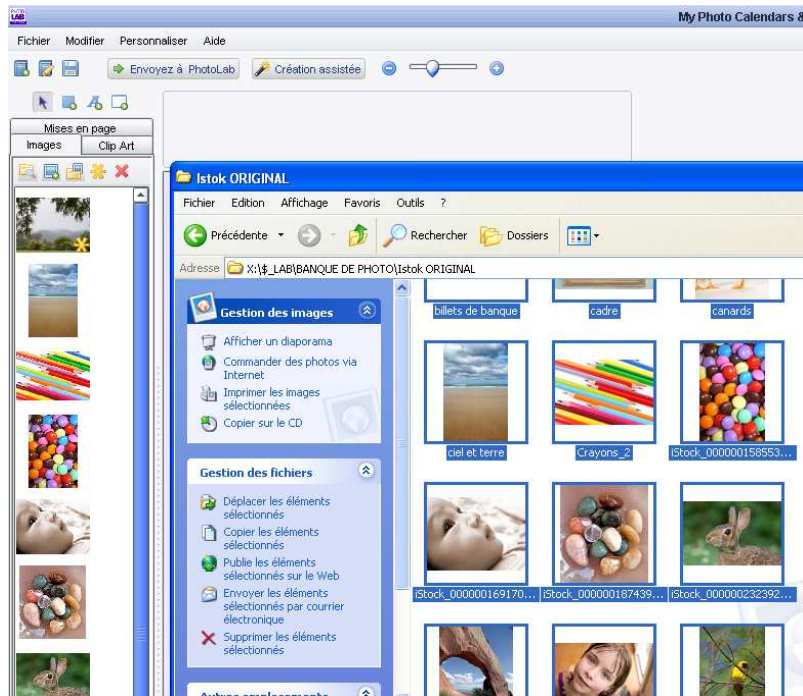 PHOTO
LAB
My Photo Calendars &
Fichier Modifier Personnaliser Aide
Envoyez à PhotoLab Création assistée
Mises en page
Images Clip Art
Istok ORIGINAL
Fichier Edition Affichage Favoris Outils ?
Précédente Rechercher Dossiers
Adresse X:\$_LAB\BANQUE DE PHOTO\Istok ORIGINAL
Gestion des images
Afficher un diaporama
Commander des photos via
Internet
Imprimer les images
sélectionnées
Copier sur le CD
Gestion des fichiers
Déplacer les éléments
sélectionnés
Copier les éléments
sélectionnés
Publie les éléments
sélectionnés sur le Web
Envoyer les éléments
sélectionnés par courrier
électronique
Supprimer les éléments
sélectionnés
billets de banque cadre canards
ciel et terre Crayons_2 iStock_000000158553...
iStock_000000169170... iStock_000000187439... iStock_000000232392...